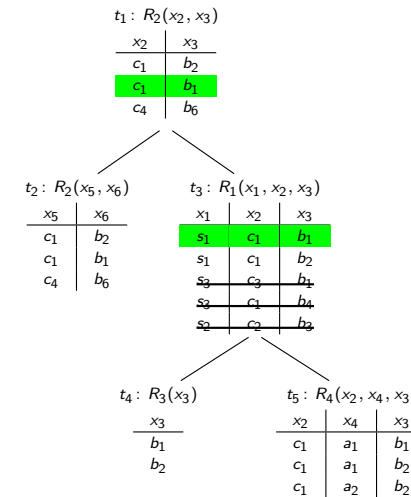 t₁: R₂(x₂, x₃)
x₂ x₃
c₁ b₂
c₁ b₁
c₄ b₆
t₂: R₂(x₅, x₆)
x₅ x₆
c₁ b₂
c₁ b₁
c₄ b₆
t₃: R₁(x₁, x₂, x₃)
x₁ x₂ x₃
s₁ c₁ b₁
s₁ c₁ b₂
s₃ c₃ b₁
s₃ c₁ b₄
s₂ c₂ b₃
t₄: R₃(x₃)
x₃
b₁
b₂
t₅: R₄(x₂, x₄, x₃
x₂ x₄ x₃
c₁ a₁ b₁
c₁ a₁ b₂
c₁ a₂ b₂